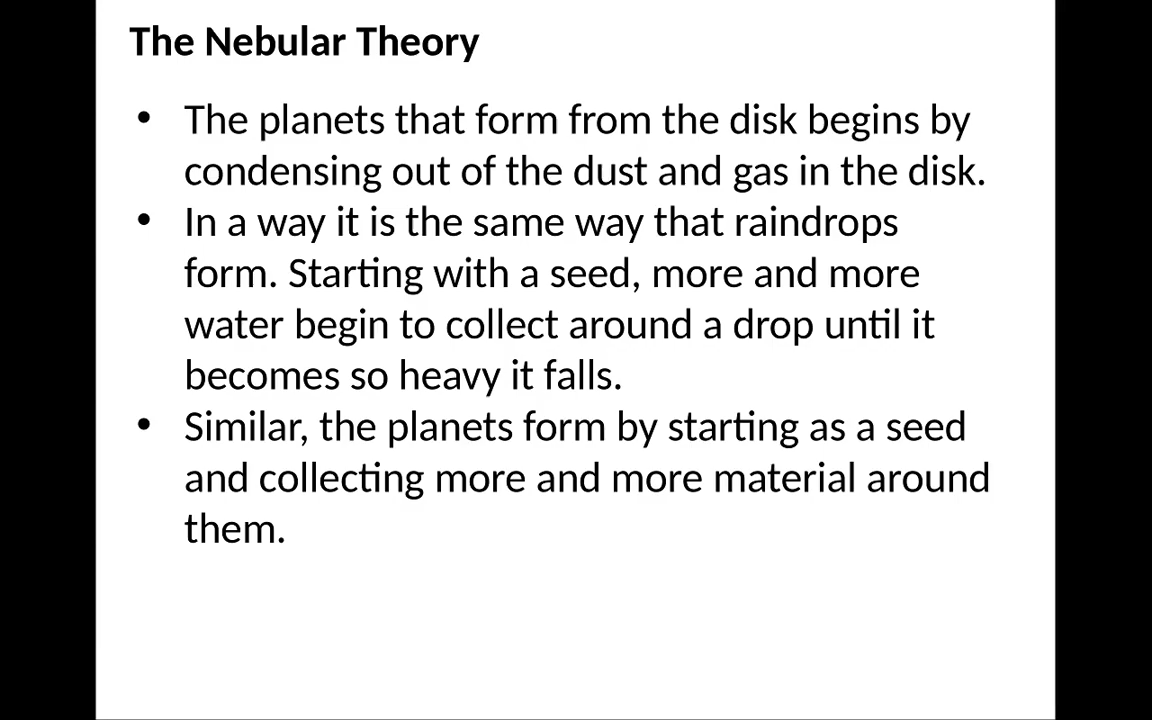 The Nebular Theory
• The planets that form from the disk begins by
condensing out of the dust and gas in the disk.
• In a way it is the same way that raindrops
form. Starting with a seed, more and more
water begin to collect around a drop until it
becomes so heavy it falls.
• Similar, the planets form by starting as a seed
and collecting more and more material around
them.